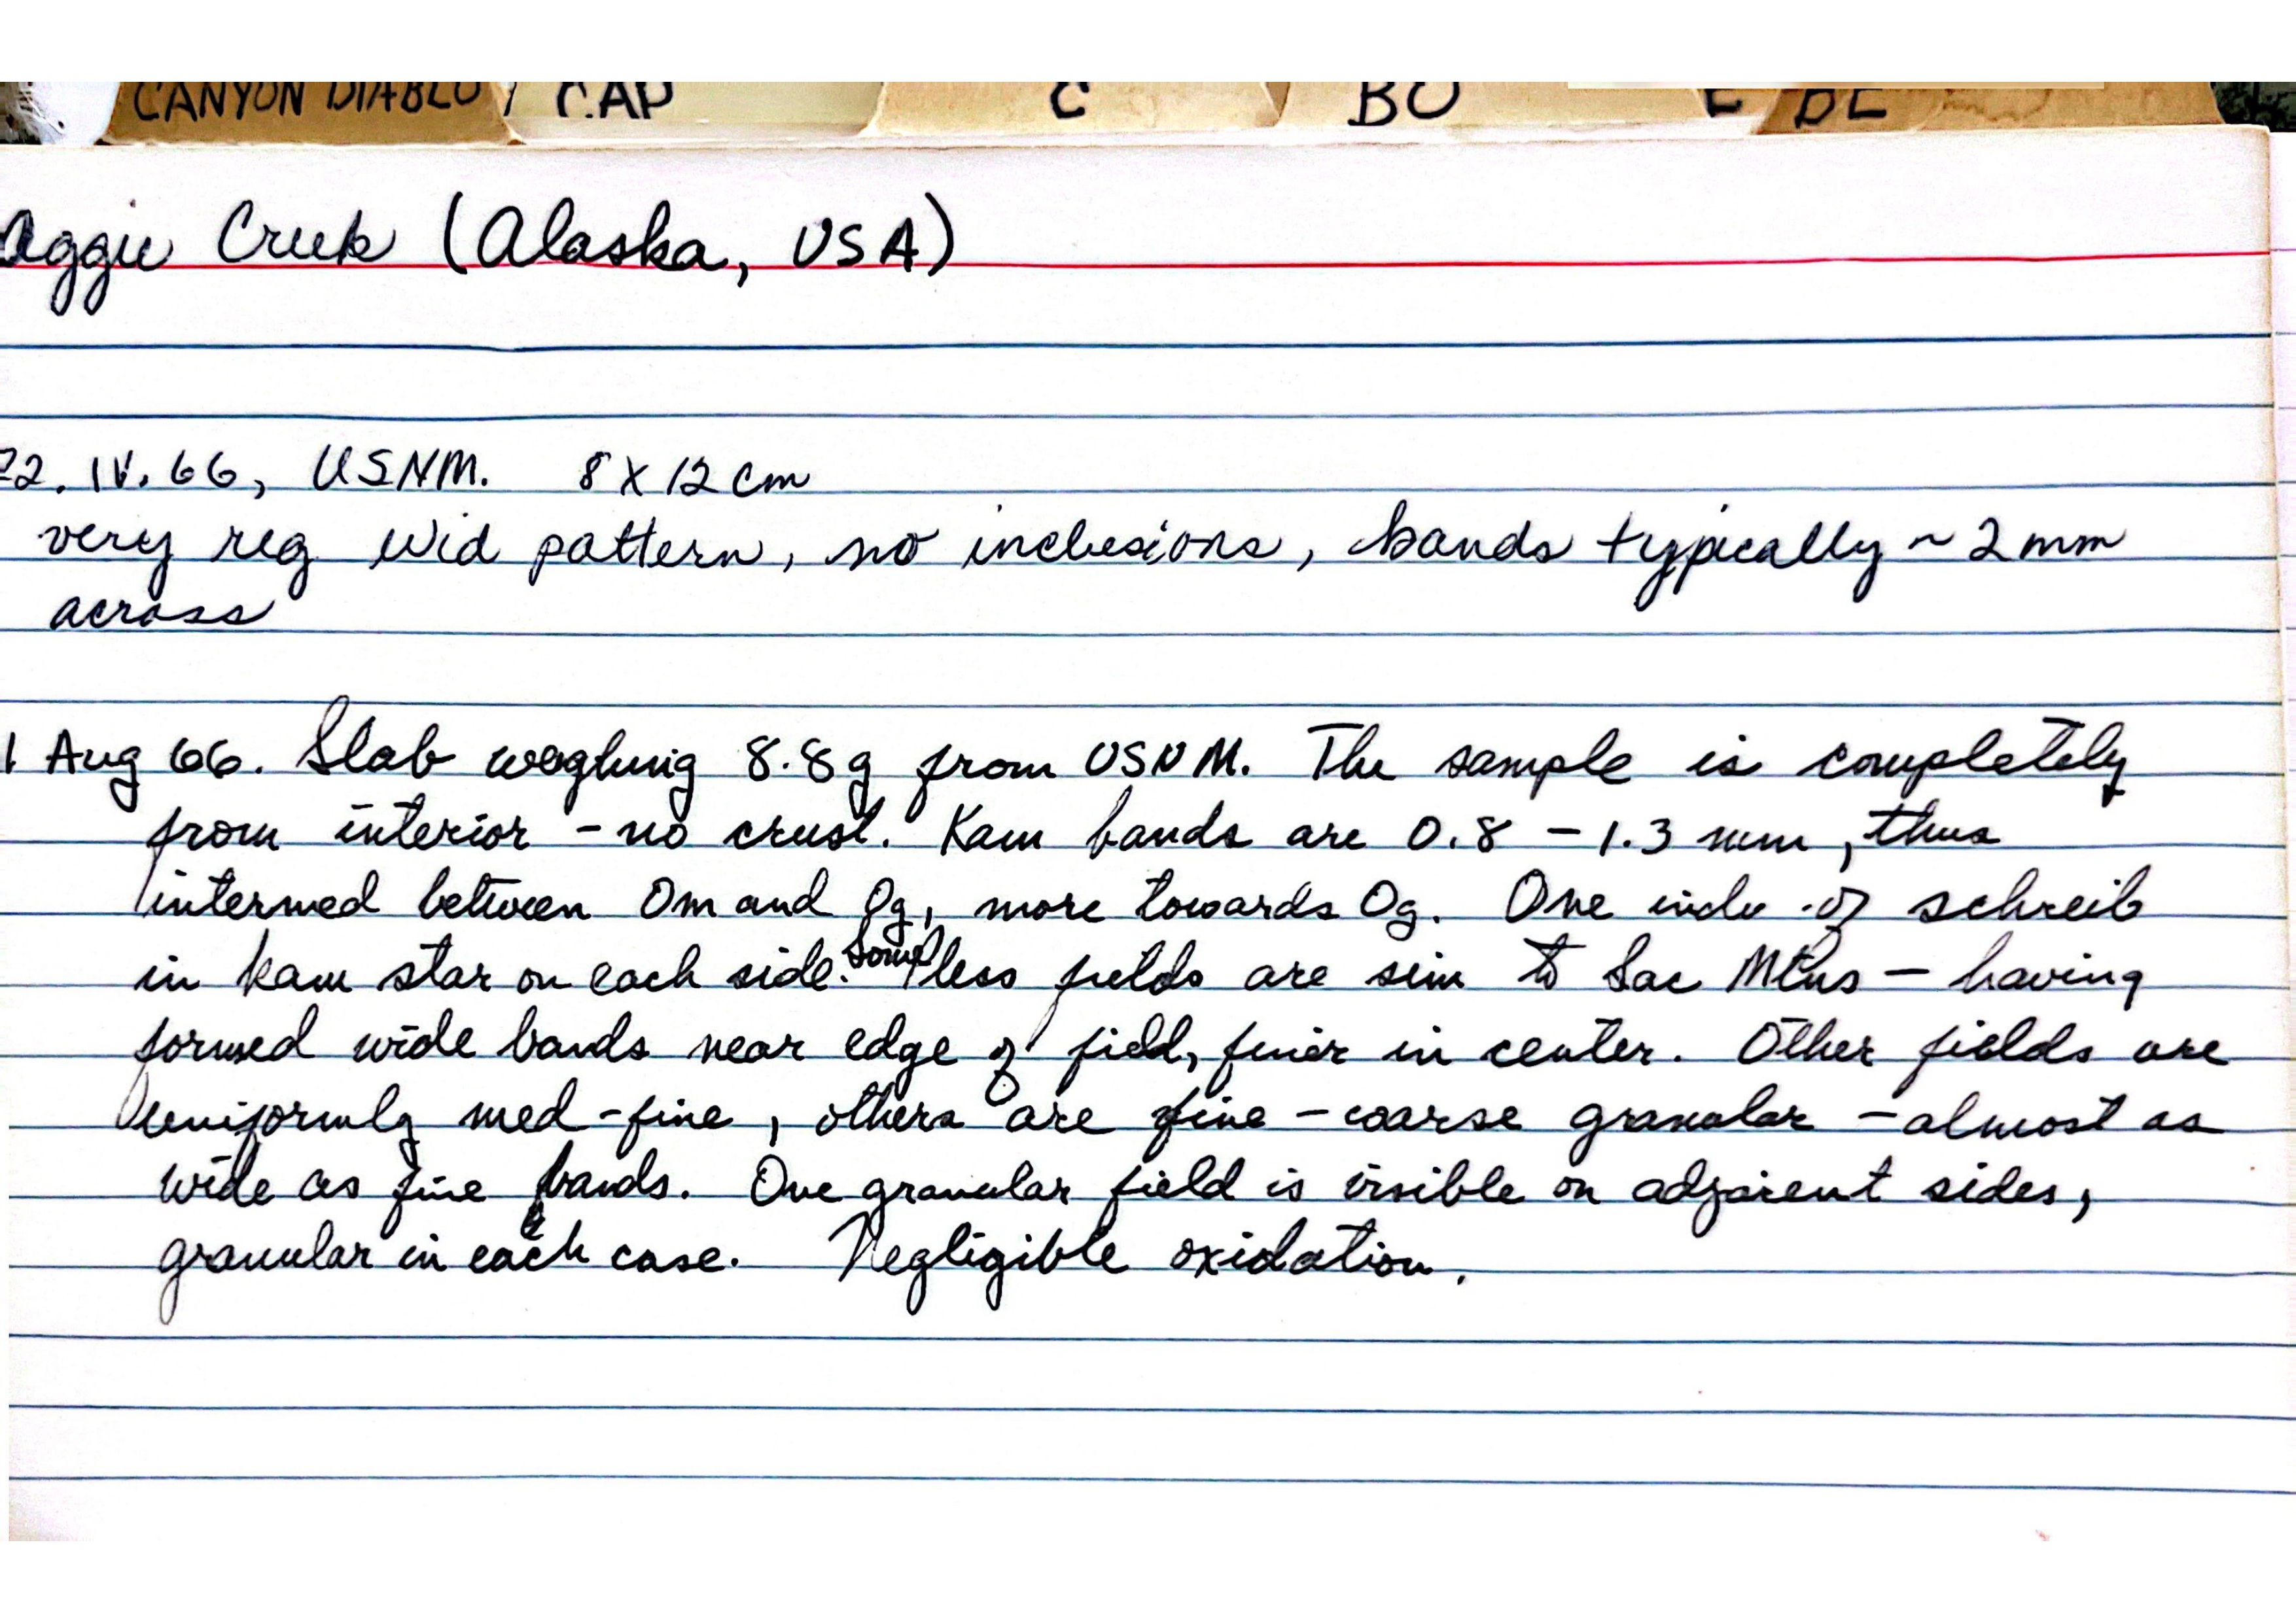 CANYON DIABLO CAP C BO BE
Aggie Creek (Alaska, USA)
22. IV. 66, USNM. 8 X 12 cm
very reg Wid pattern, no inclusions, bands typically ~ 2 mm
across
1 Aug 66. Slab weghing 8.8 g from USNM. The sample is completely
from interior - no crust. Kam bands are 0.8 - 1.3 mm, thus
intermed between Om and Og, more towards Og. One inclu of schreib
in kam star on each side. Some pless fields are sim to Sac Mtns - having
formed wide bands near edge of field, finer in center. Other fields are
uniformly med-fine, others are fine-coarse granular - almost as
wide as fine bands. One granular field is visible on adjacent sides,
granular in each case. Negligible oxidation.